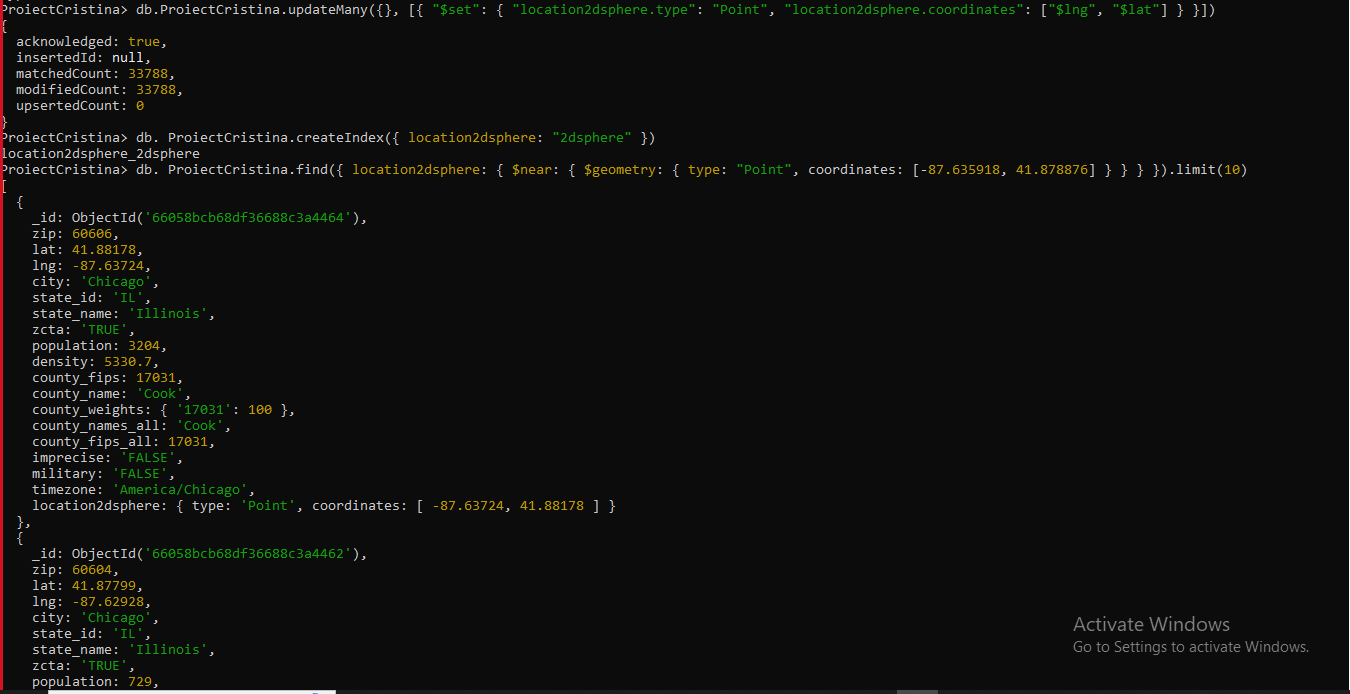 ProiectCristina> db.ProiectCristina.updateMany({}, [{ "$set": { "location2dsphere.type": "Point", "location2dsphere.coordinates": ["$lng", "$lat"] } }])
{
  acknowledged: true,
  insertedId: null,
  matchedCount: 33788,
  modifiedCount: 33788,
  upsertedCount: 0
}
ProiectCristina> db. ProiectCristina.createIndex({ location2dsphere: "2dsphere" })
location2dsphere_2dsphere
ProiectCristina> db. ProiectCristina.find({ location2dsphere: { $near: { $geometry: { type: "Point", coordinates: [-87.635918, 41.878876] } } } }).limit(10)
[
  {
    _id: ObjectId('66058bcb68df36688c3a4464'),
    zip: 60606,
    lat: 41.88178,
    lng: -87.63724,
    city: 'Chicago',
    state_id: 'IL',
    state_name: 'Illinois',
    zcta: 'TRUE',
    population: 3204,
    density: 5330.7,
    county_fips: 17031,
    county_name: 'Cook',
    county_weights: { '17031': 100 },
    county_names_all: 'Cook',
    county_fips_all: 17031,
    imprecise: 'FALSE',
    military: 'FALSE',
    timezone: 'America/Chicago',
    location2dsphere: { type: 'Point', coordinates: [ -87.63724, 41.88178 ] }
  },
  {
    _id: ObjectId('66058bcb68df36688c3a4462'),
    zip: 60604,
    lat: 41.87799,
    lng: -87.62928,
    city: 'Chicago',
    state_id: 'IL',
    state_name: 'Illinois',
    zcta: 'TRUE',
    population: 729,
Activate Windows
Go to Settings to activate Windows.